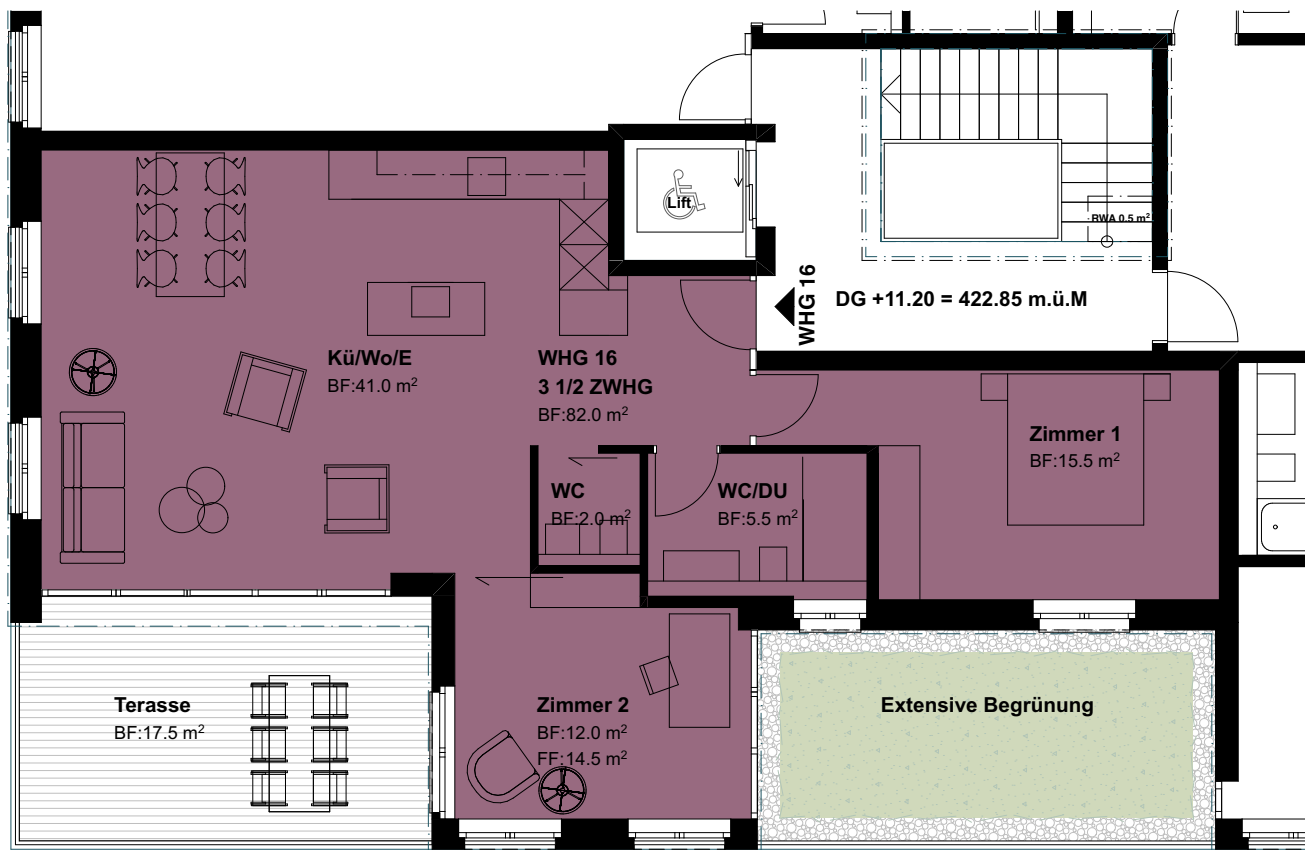 Lift
RWA 0.5 m²
WHG 16
DG +11.20 = 422.85 m.ü.M
Kü/Wo/E
BF:41.0 m²
WHG 16
3 1/2 ZWHG
BF:82.0 m²
Zimmer 1
BF:15.5 m²
WC
BF:2.0 m²
WC/DU
BF:5.5 m²
Terasse
BF:17.5 m²
Zimmer 2
BF:12.0 m²
FF:14.5 m²
Extensive Begrünung